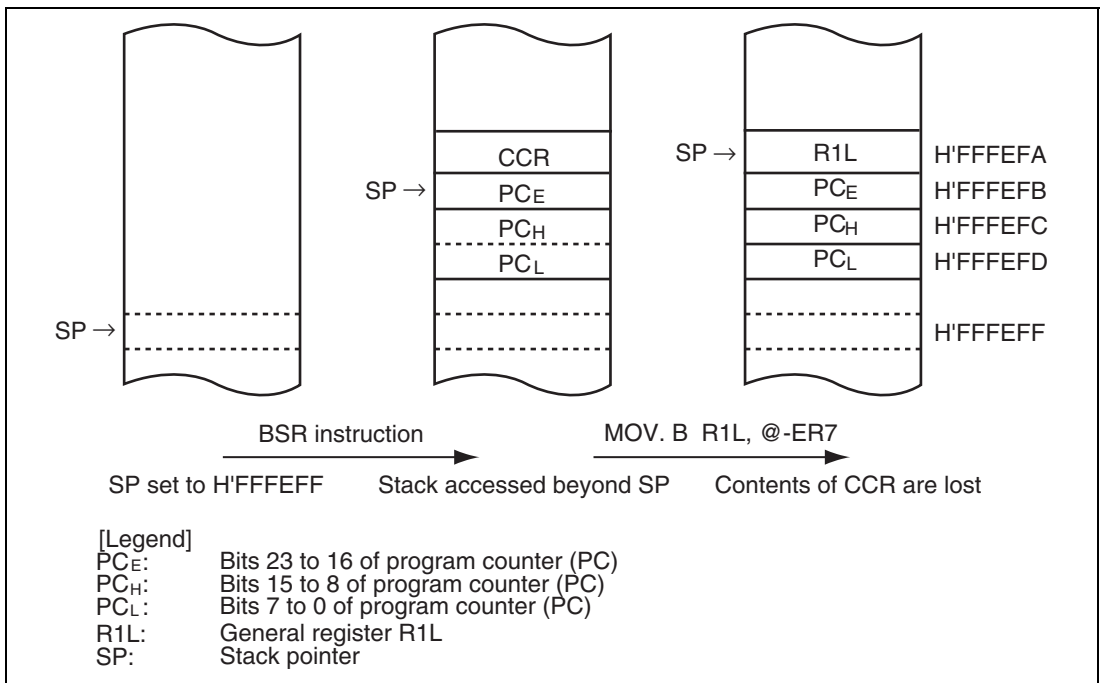 CCR
SP → R1L H'FFFEFA
SP → PCE PCE H'FFFEFB
PCH PCH H'FFFEFC
PCL PCL H'FFFEFD
SP → H'FFFEFF
BSR instruction MOV. B R1L, @-ER7
SP set to H'FFFEFF Stack accessed beyond SP Contents of CCR are lost
[Legend]
PCE: Bits 23 to 16 of program counter (PC)
PCH: Bits 15 to 8 of program counter (PC)
PCL: Bits 7 to 0 of program counter (PC)
R1L: General register R1L
SP: Stack pointer